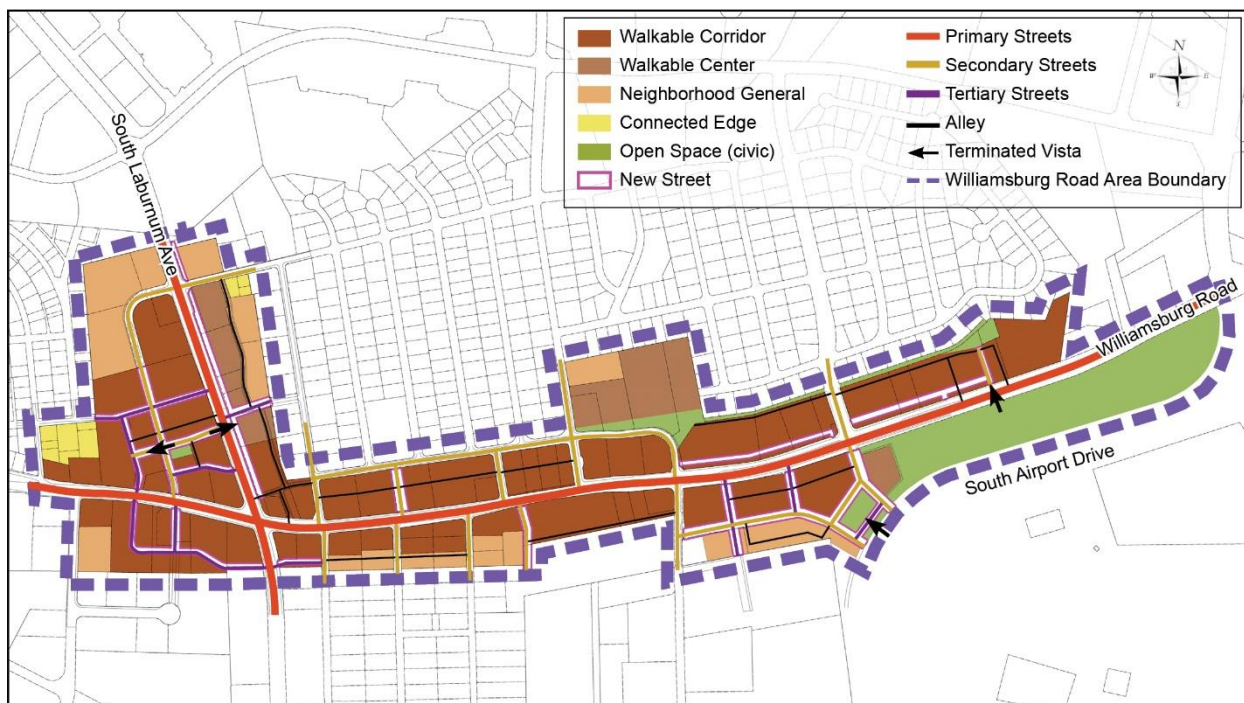 Walkable Corridor
Walkable Center
Neighborhood General
Connected Edge
Open Space (civic)
New Street
Primary Streets
Secondary Streets
Tertiary Streets
Alley
Terminated Vista
Williamsburg Road Area Boundary
N
W
E
S
South Laburnum Ave
Williamsburg Road
South Airport Drive